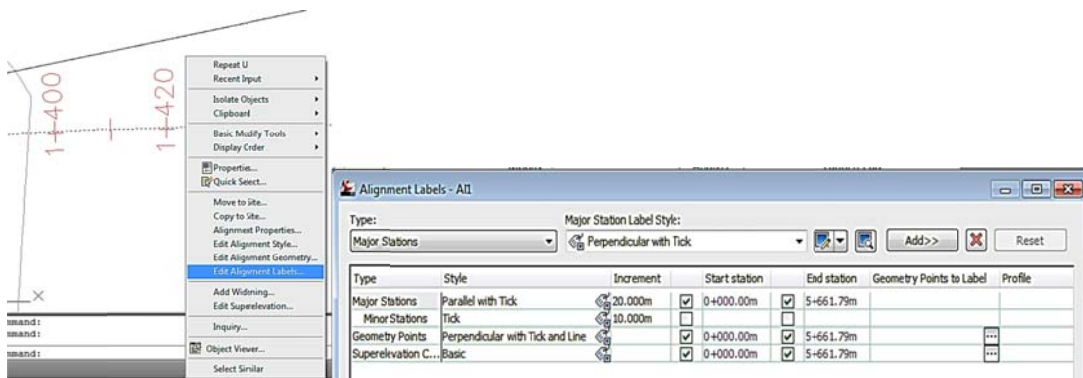 1+400
1+420
Repeat U
Recent Input
Isolate Objects
Clipboard
Basic Modify Tools
Display Order
Properties...
Quick Select...
Move to Site...
Copy to Site...
Alignment Properties...
Edit Alignment Style...
Edit Alignment Geometry...
Edit Alignment Labels...
Add Widening...
Edit Superelevation...
Inquiry...
Object Viewer...
Select Similar
X
mmand:
mmand:
mmand:
Alignment Labels - Al1
Type: Major Station Label Style:
Major Stations Perpendicular with Tick Add>> Reset
Type Style Increment Start station End station Geometry Points to Label Profile
Major Stations Parallel with Tick 20.000m 0+000.00m 5+661.79m
Minor Stations Tick 10.000m
Geometry Points Perpendicular with Tick and Line 0+000.00m 5+661.79m ...
Superelevation C... Basic 0+000.00m 5+661.79m ...